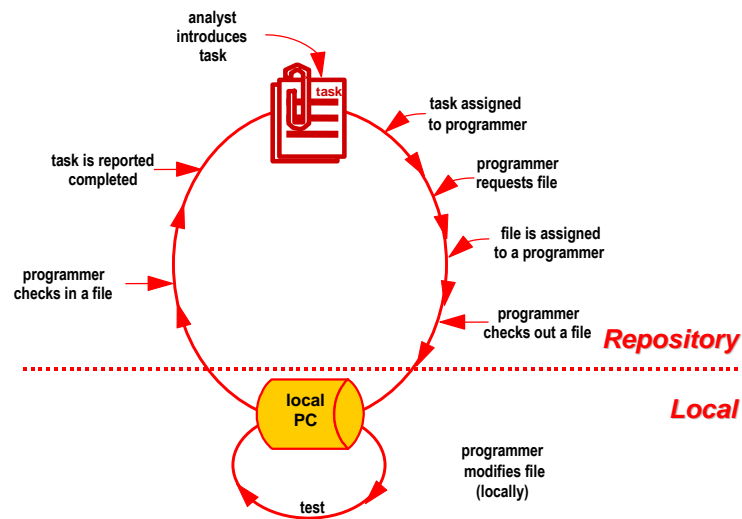 analyst
introduces
task
task
task assigned
to programmer
programmer
requests file
file is assigned
to a programmer
programmer
checks out a file
Repository
Local
local
PC
programmer
modifies file
(locally)
test
programmer
checks in a file
task is reported
completed